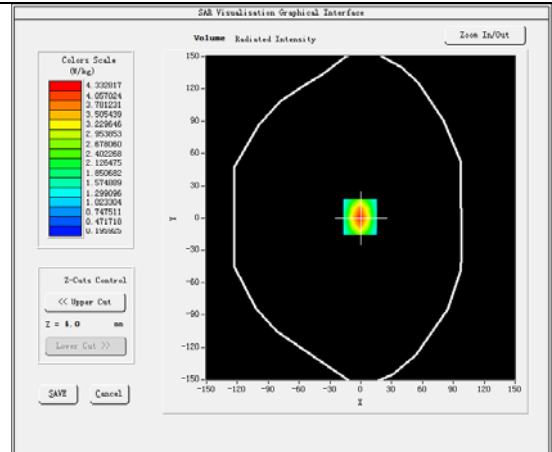 SAR Visualisation Graphical Interface
Volume Radiated Intensity
Zoom In/Out
Colors Scale
(W/kg)
4.332817
4.057024
3.781231
3.505439
3.229646
2.953853
2.678060
2.402268
2.126475
1.850682
1.574889
1.299096
1.023304
0.747511
0.471718
0.195925
Z-Cuts Control
<< Upper Cut
Z = 4.0 mm
Lower Cut >>
SAVE Cancel
150
120
90
60
30
0
-30
-60
-90
-120
-150
Y
-150 -120 -90 -60 -30 0 30 60 90 120 150
X